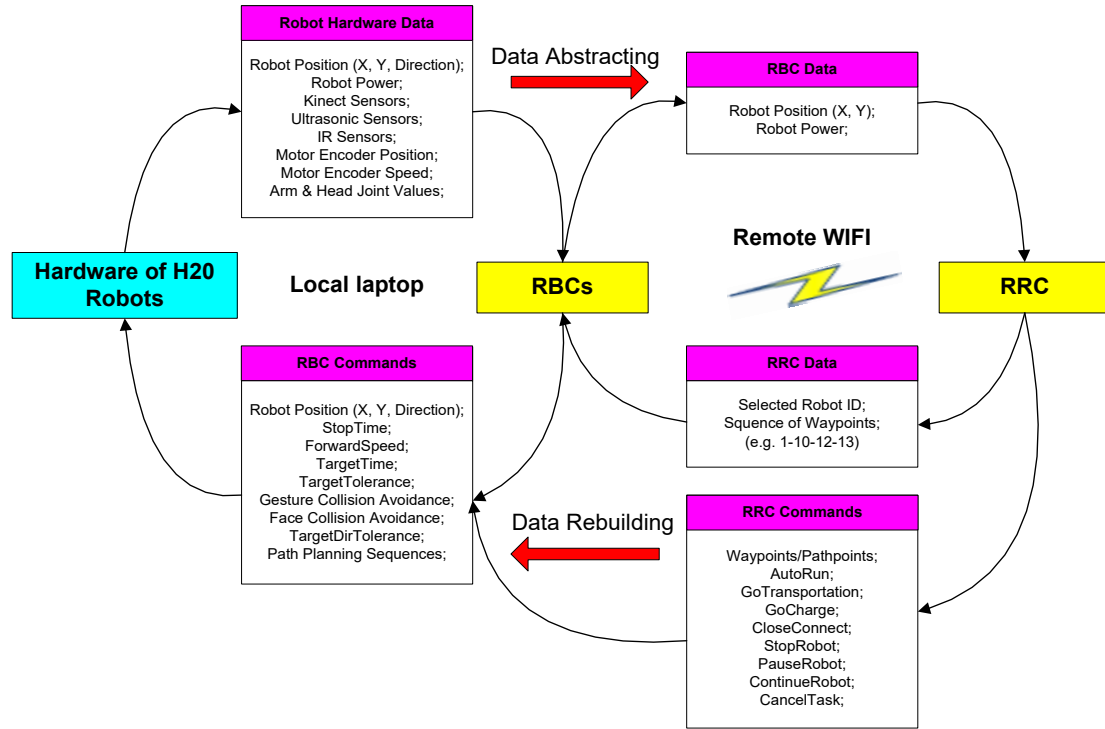 Robot Hardware Data
Robot Position (X, Y, Direction);
Robot Power;
Kinect Sensors;
Ultrasonic Sensors;
IR Sensors;
Motor Encoder Position;
Motor Encoder Speed;
Arm & Head Joint Values;
Data Abstracting
RBC Data
Robot Position (X, Y);
Robot Power;
Hardware of H20
Robots
Local laptop
RBCs
Remote WIFI
RRC
RBC Commands
Robot Position (X, Y, Direction);
StopTime;
ForwardSpeed;
TargetTime;
TargetTolerance;
Gesture Collision Avoidance;
Face Collision Avoidance;
TargetDirTolerance;
Path Planning Sequences;
RRC Data
Selected Robot ID;
Squence of Waypoints;
(e.g. 1-10-12-13)
Data Rebuilding
RRC Commands
Waypoints/Pathpoints;
AutoRun;
GoTransportation;
GoCharge;
CloseConnect;
StopRobot;
PauseRobot;
ContinueRobot;
CancelTask;